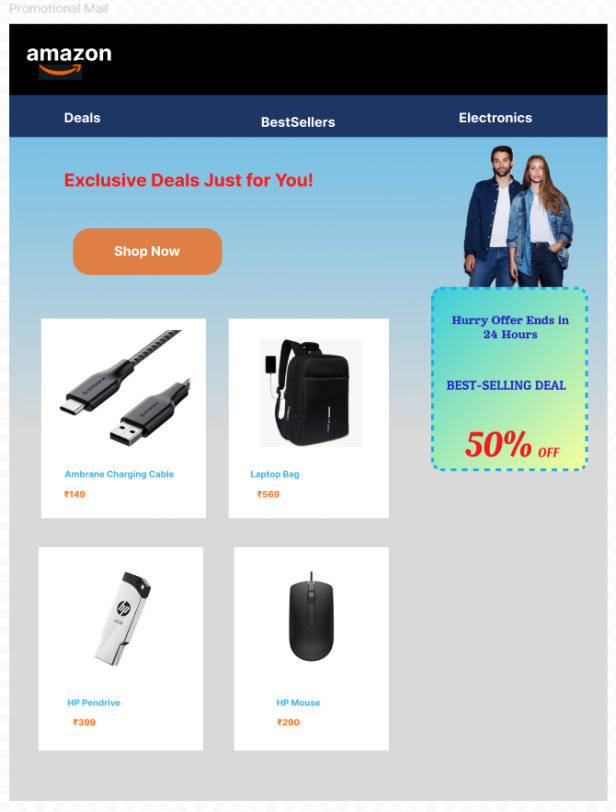 Promotional Mail
amazon
Deals
BestSellers
Electronics
Exclusive Deals Just for You!
Shop Now
Hurry Offer Ends in
24 Hours
BEST-SELLING DEAL
50% OFF
Ambrane Charging Cable
₹149
Laptop Bag
₹569
hp
HP Pendrive
₹399
HP Mouse
₹290